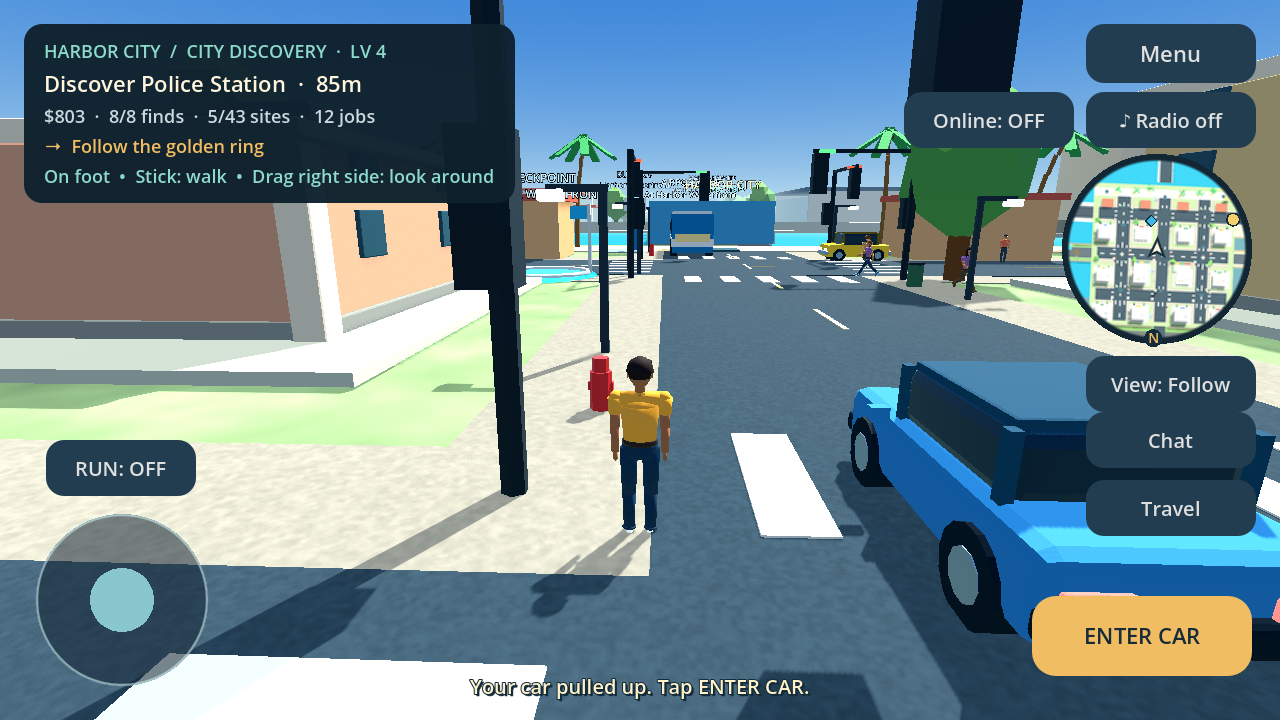 HARBOR CITY / CITY DISCOVERY · LV 4
Discover Police Station · 85m
$803 · 8/8 finds · 5/43 sites · 12 jobs
→ Follow the golden ring
On foot • Stick: walk • Drag right side: look around
Menu
Online: OFF
♪ Radio off
N
View: Follow
Chat
Travel
RUN: OFF
ENTER CAR
Your car pulled up. Tap ENTER CAR.